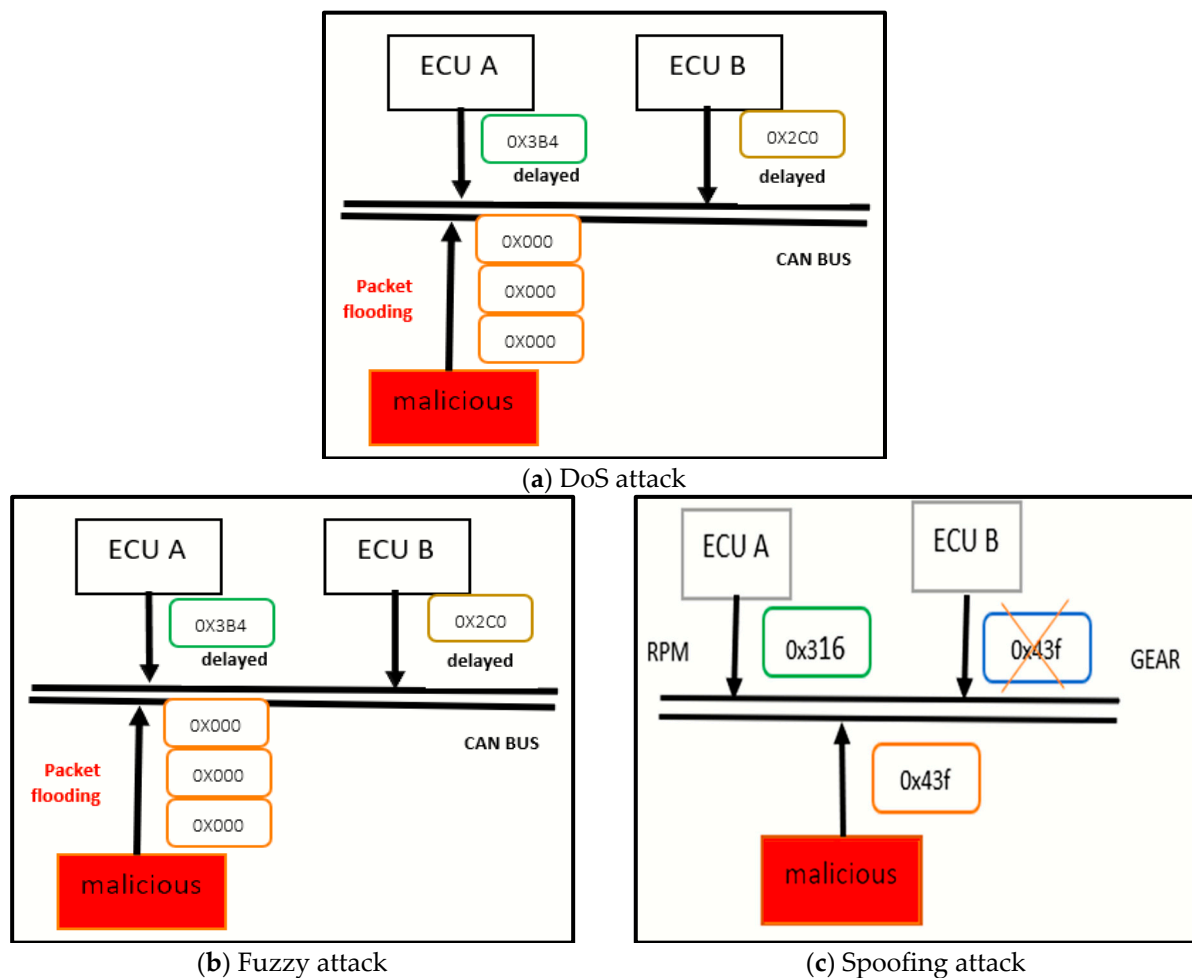 ECU A
ECU B
0X3B4
delayed
0X2C0
delayed
0X000
CAN BUS
Packet
flooding
0X000
0X000
malicious
(a) DoS attack
ECU A
ECU B
0X3B4
delayed
0X2C0
delayed
0X000
CAN BUS
Packet
flooding
0X000
0X000
malicious
(b) Fuzzy attack
ECU A
ECU B
RPM
0x316
0x43f
GEAR
0x43f
malicious
(c) Spoofing attack